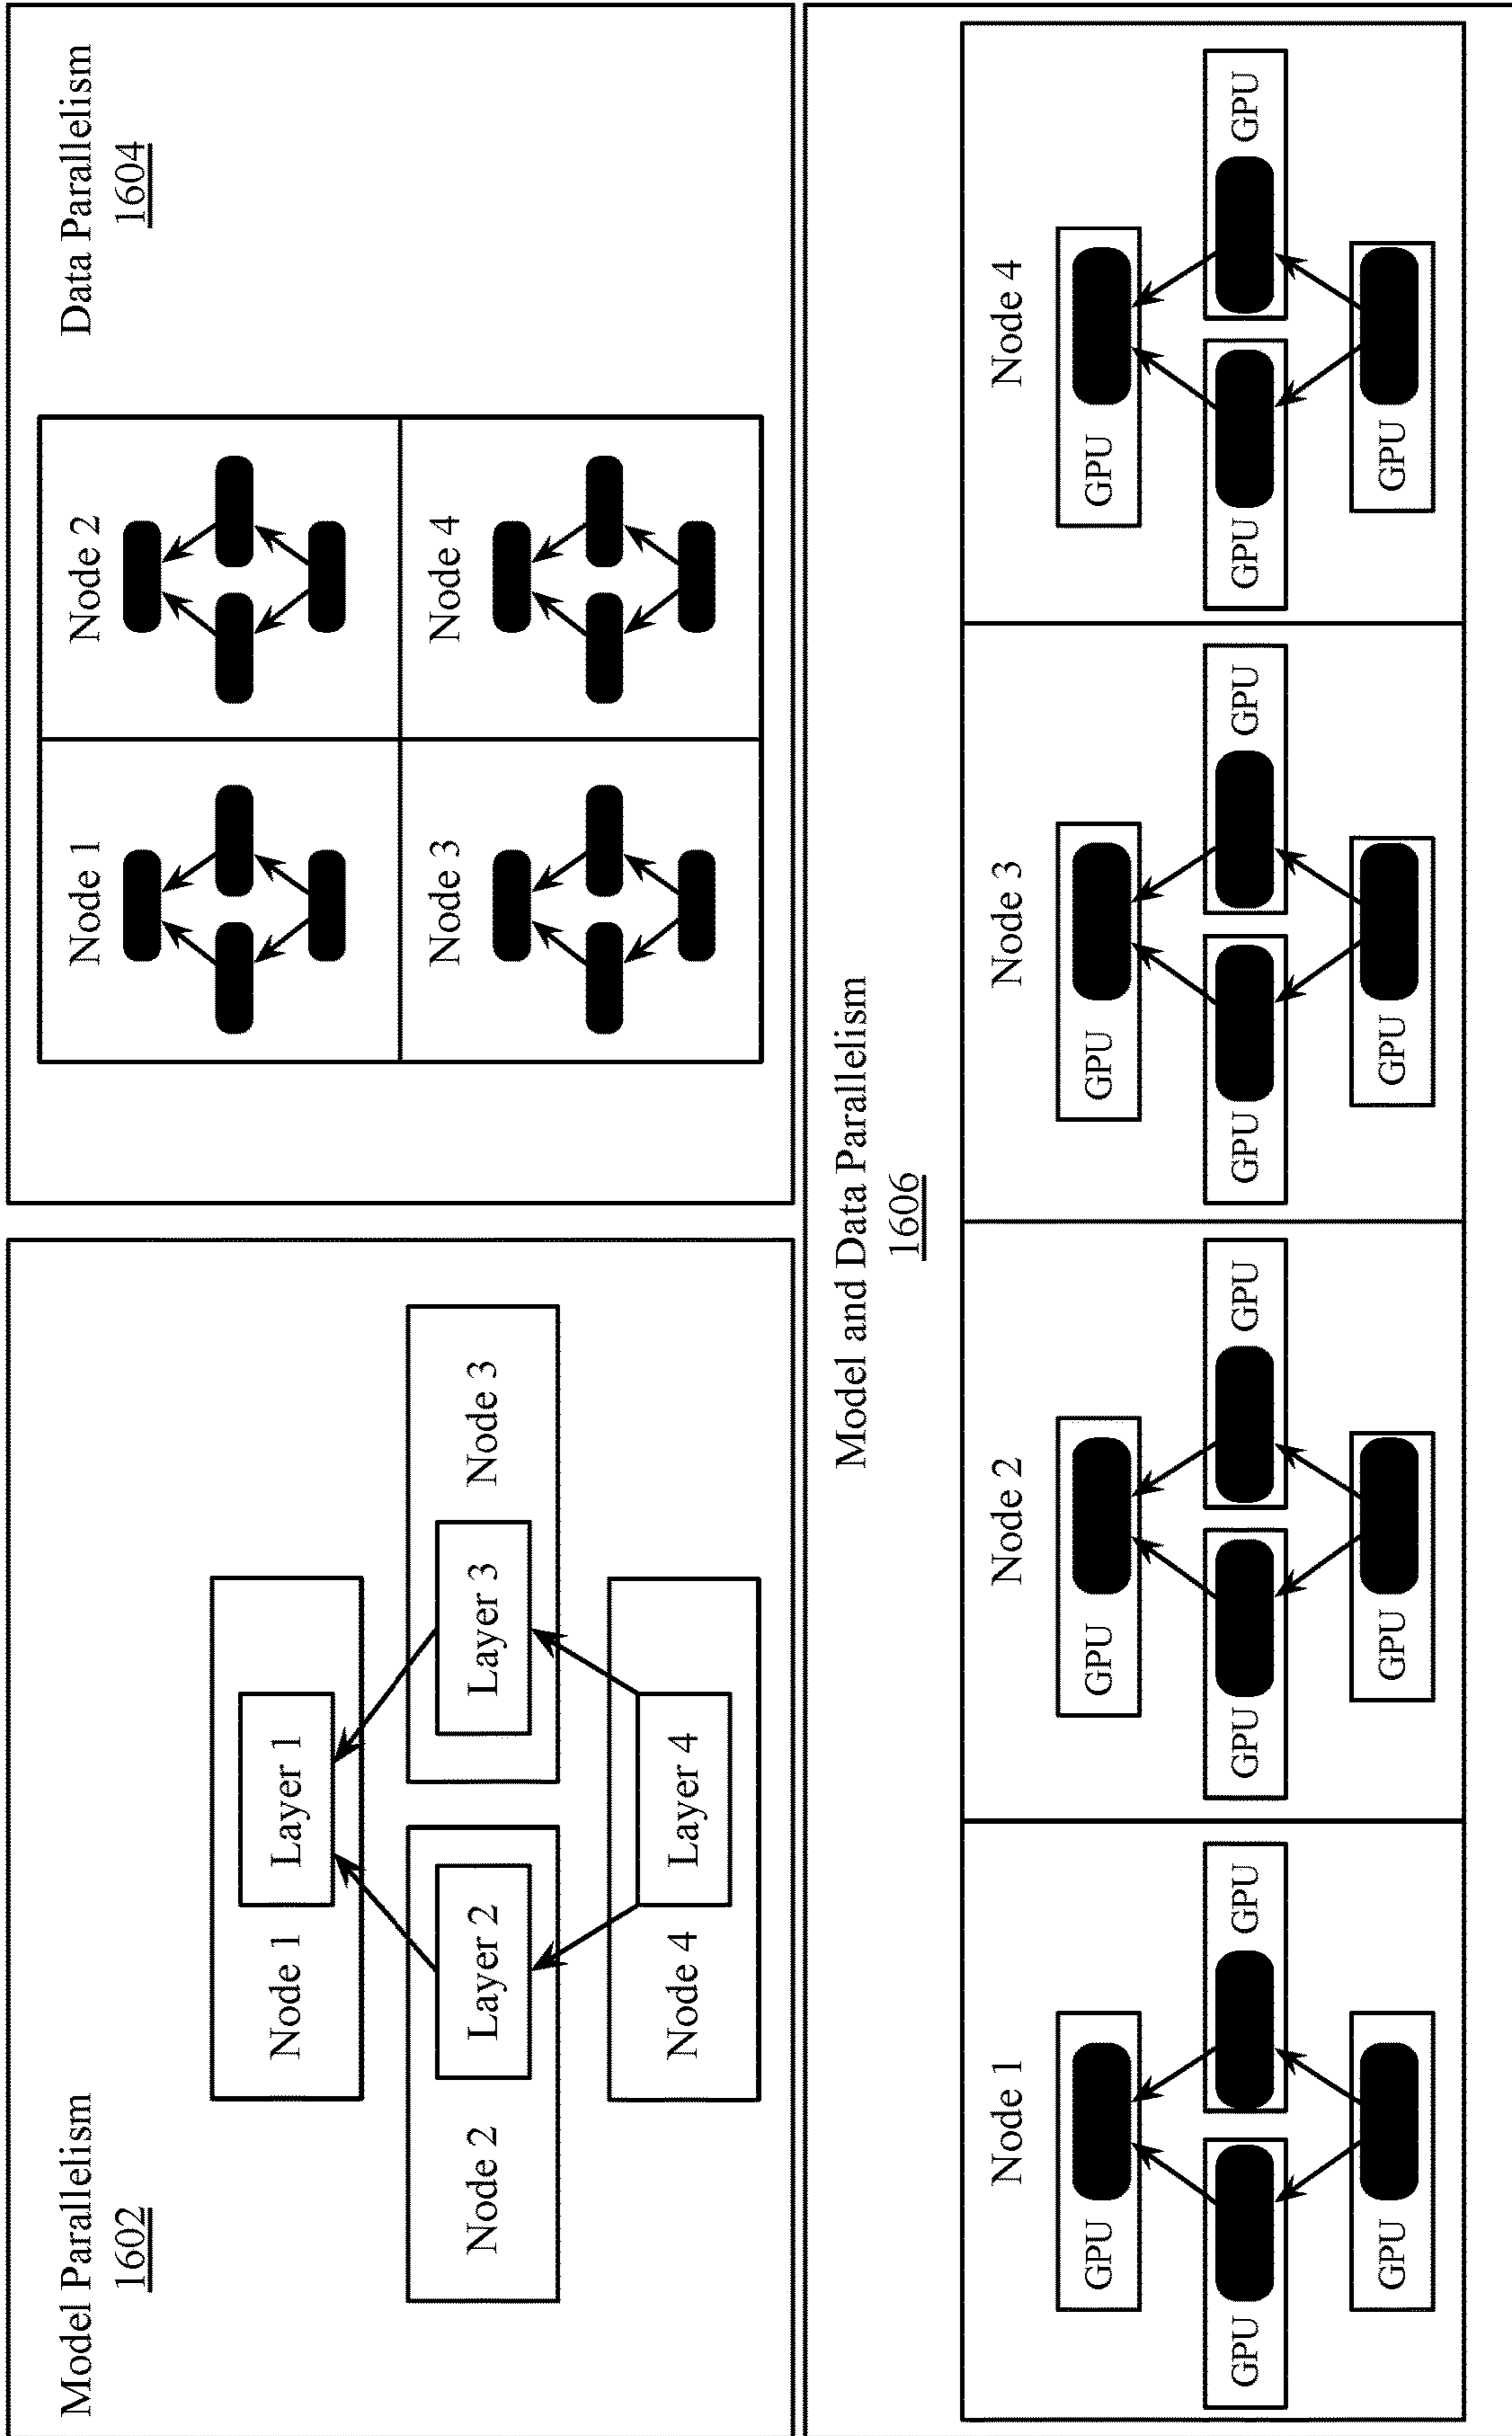 Model Parallelism
1602
Node 1
Layer 1
Node 2
Layer 2
Layer 3
Node 3
Node 4
Layer 4
Data Parallelism
1604
Node 1
Node 2
Node 3
Node 4
Model and Data Parallelism
1606
Node 1
GPU
GPU
GPU
GPU
Node 2
GPU
GPU
GPU
GPU
Node 3
GPU
GPU
GPU
GPU
Node 4
GPU
GPU
GPU
GPU